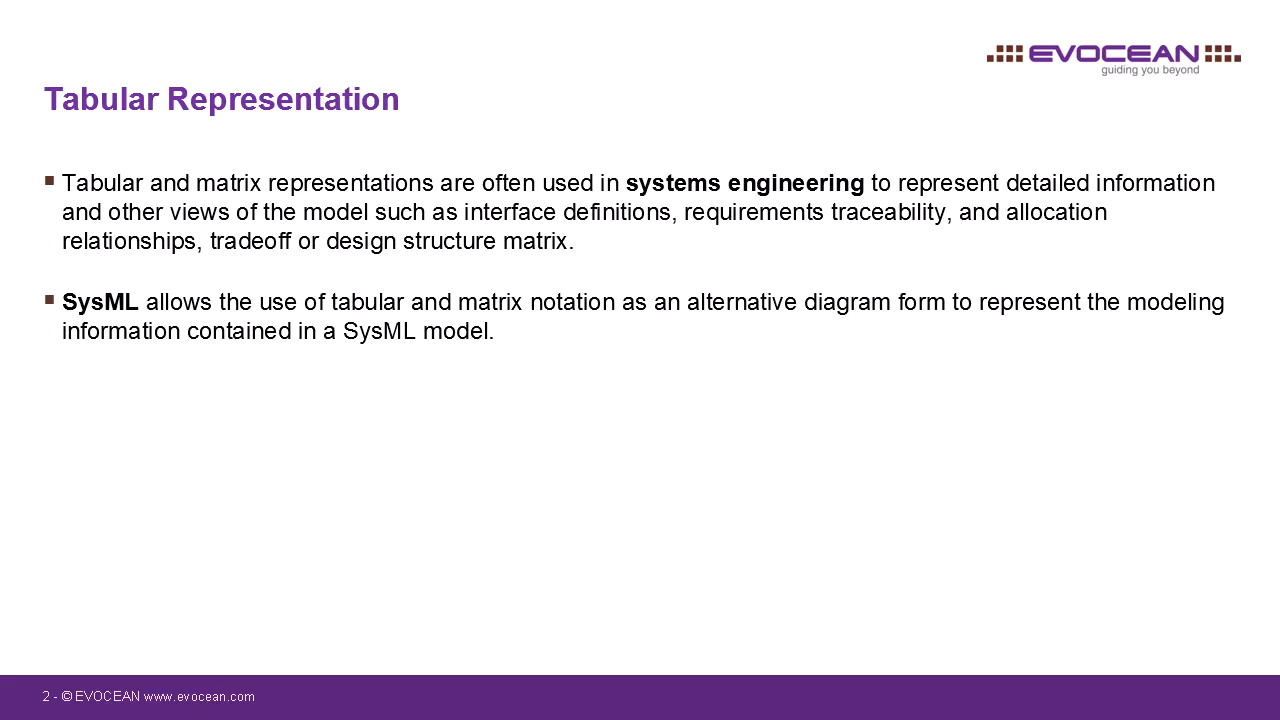 EVOCEAN
guiding you beyond
Tabular Representation
▪ Tabular and matrix representations are often used in systems engineering to represent detailed information
and other views of the model such as interface definitions, requirements traceability, and allocation
relationships, tradeoff or design structure matrix.
▪ SysML allows the use of tabular and matrix notation as an alternative diagram form to represent the modeling
information contained in a SysML model.
2 - © EVOCEAN www.evocean.com